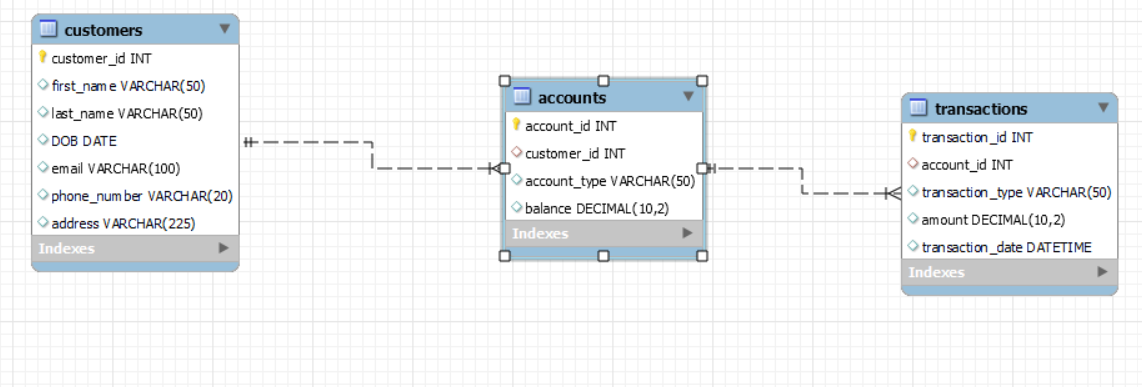 customers
customer_id INT
first_name VARCHAR(50)
last_name VARCHAR(50)
DOB DATE
email VARCHAR(100)
phone_number VARCHAR(20)
address VARCHAR(225)
Indexes
accounts
account_id INT
customer_id INT
account_type VARCHAR(50)
balance DECIMAL(10,2)
Indexes
transactions
transaction_id INT
account_id INT
transaction_type VARCHAR(50)
amount DECIMAL(10,2)
transaction_date DATETIME
Indexes